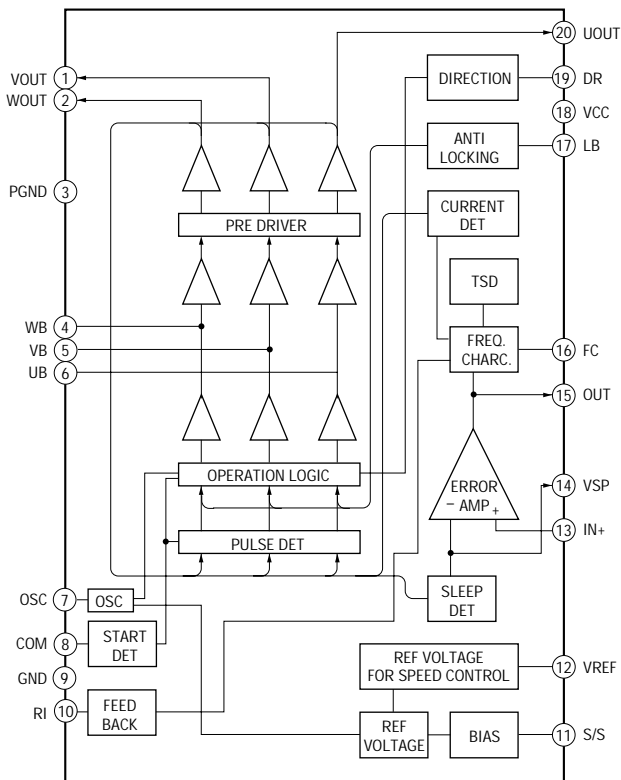 20 UOUT
VOUT 1
WOUT 2
DIRECTION
19 DR
18 VCC
ANTI
LOCKING
17 LB
PGND 3
CURRENT
DET
PRE DRIVER
TSD
WB 4
VB 5
UB 6
FREQ.
CHARC.
16 FC
15 OUT
OPERATION LOGIC
ERROR
- AMP +
14 VSP
13 IN+
PULSE DET
OSC 7
OSC
SLEEP
DET
COM 8
START
DET
GND 9
REF VOLTAGE
FOR SPEED CONTROL
12 VREF
RI 10
FEED
BACK
REF
VOLTAGE
BIAS
11 S/S